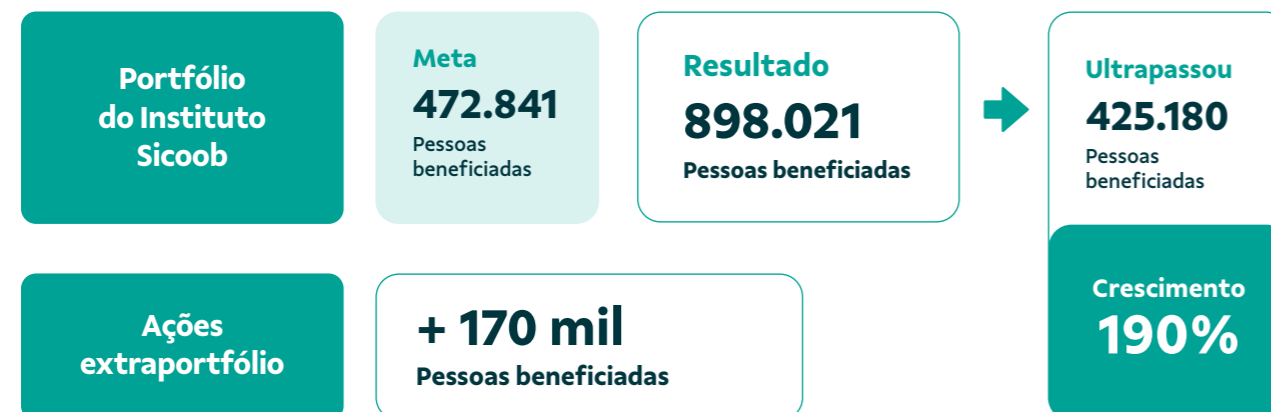 Portfólio
do Instituto
Sicoob
Meta
472.841
Pessoas
beneficiadas
Resultado
898.021
Pessoas beneficiadas
Ultrapassou
425.180
Pessoas
beneficiadas
Crescimento
190%
Ações
extraportfólio
+ 170 mil
Pessoas beneficiadas